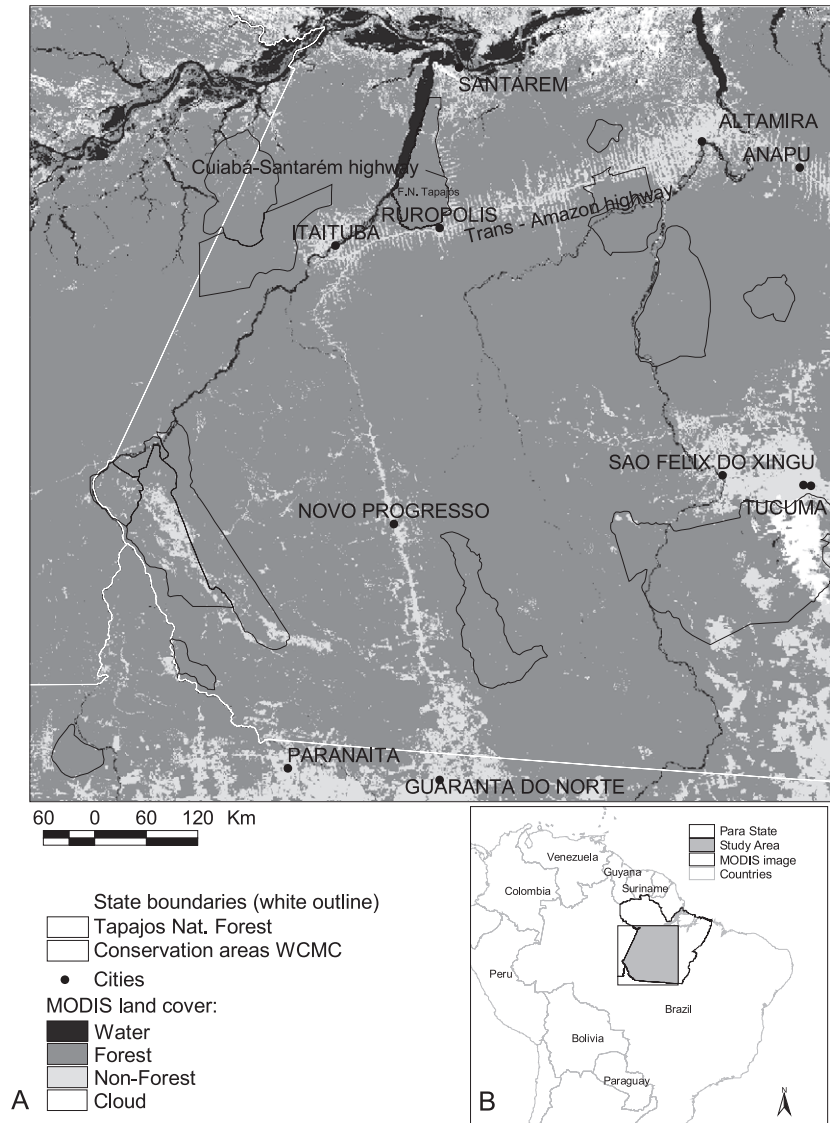 SANTAREM
ALTAMIRA
ANAPU
Cuiabá-Santarém highway
F.N. Tapajós
RUROPOLIS
Trans - Amazon highway
ITAITUBA
SAO FELIX DO XINGU
TUCUMA
NOVO PROGRESSO
PARANAITA
GUARANTA DO NORTE
60 0 60 120 Km
State boundaries (white outline)
Tapajos Nat. Forest
Conservation areas WCMC
Cities
MODIS land cover:
Water
Forest
Non-Forest
Cloud
A
Para State
Study Area
MODIS image
Countries
Venezuela
Guyana
Suriname
Colombia
Peru
Brazil
Bolivia
Paraguay
N
B